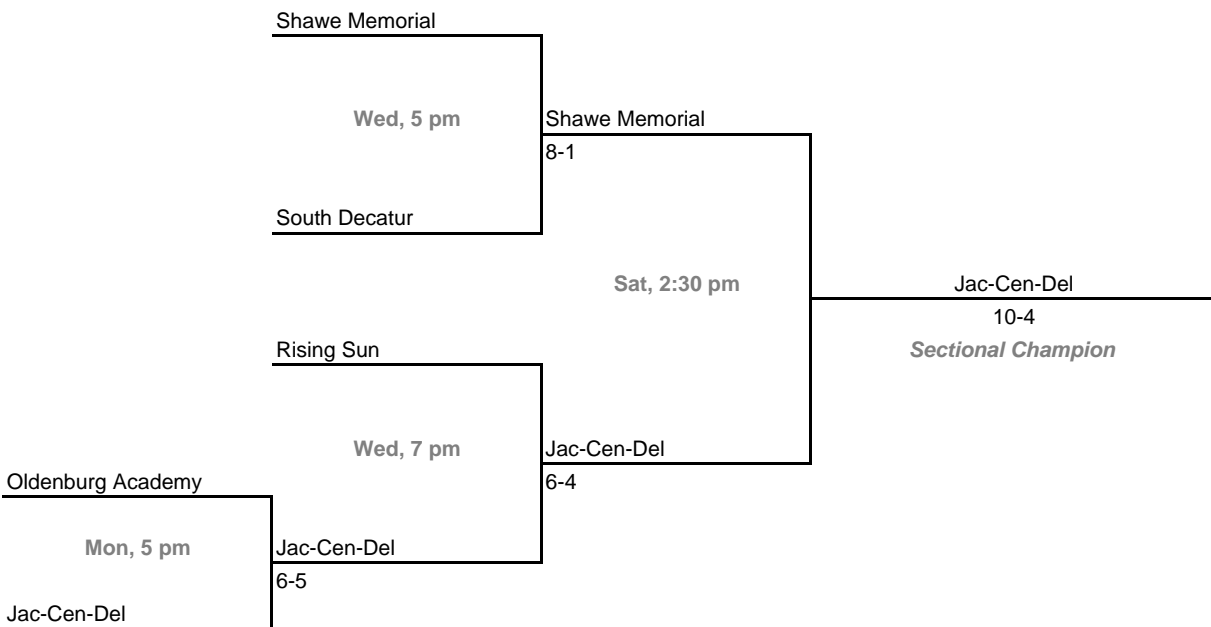 Shawe Memorial
Wed, 5 pm
Shawe Memorial
8-1
South Decatur
Sat, 2:30 pm
Jac-Cen-Del
10-4
Rising Sun
Sectional Champion
Wed, 7 pm
Jac-Cen-Del
Oldenburg Academy
6-4
Mon, 5 pm
Jac-Cen-Del
6-5
Jac-Cen-Del